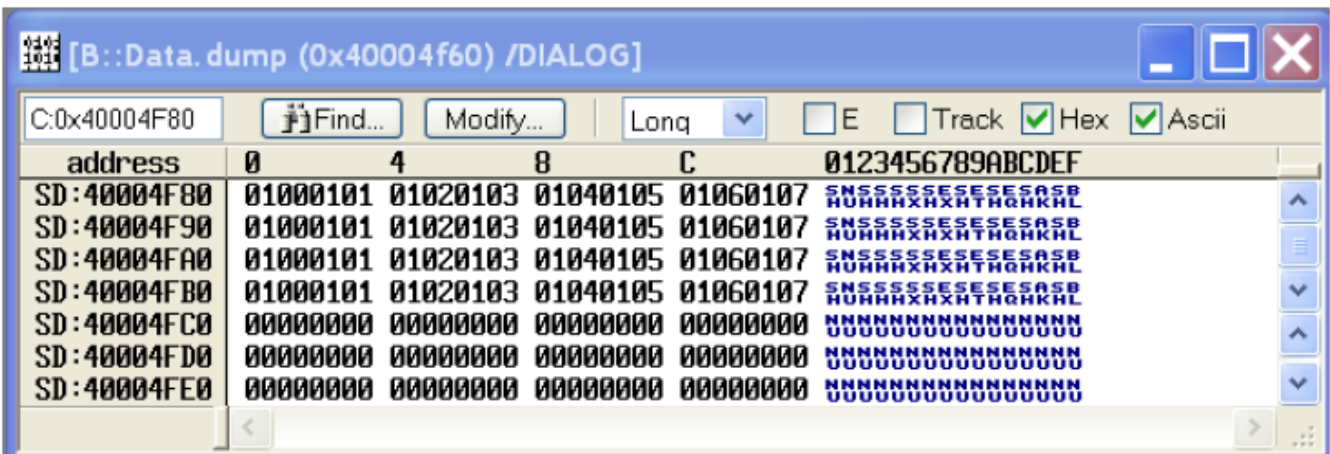 [B::Data.dump (0x40004f60) /DIALOG]
C:0x40004F80 Find... Modify... Long E Track Hex Ascii
address 0 4 8 C 0123456789ABCDEF
SD:40004F80 01000101 01020103 01040105 01060107
SD:40004F90 01000101 01020103 01040105 01060107
SD:40004FA0 01000101 01020103 01040105 01060107
SD:40004FB0 01000101 01020103 01040105 01060107
SD:40004FC0 00000000 00000000 00000000 00000000
SD:40004FD0 00000000 00000000 00000000 00000000
SD:40004FE0 00000000 00000000 00000000 00000000